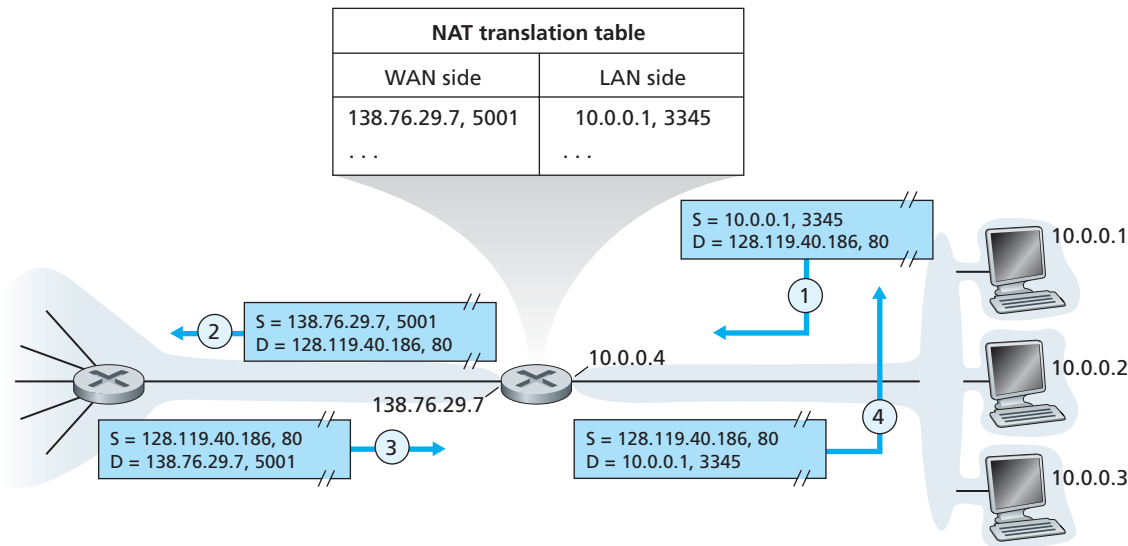 NAT translation table
WAN side LAN side
138.76.29.7, 5001 10.0.0.1, 3345
. . . . . .
S = 10.0.0.1, 3345
D = 128.119.40.186, 80
10.0.0.1
1
2
S = 138.76.29.7, 5001
D = 128.119.40.186, 80
10.0.0.4
10.0.0.2
138.76.29.7
4
S = 128.119.40.186, 80
D = 138.76.29.7, 5001
3
S = 128.119.40.186, 80
D = 10.0.0.1, 3345
10.0.0.3